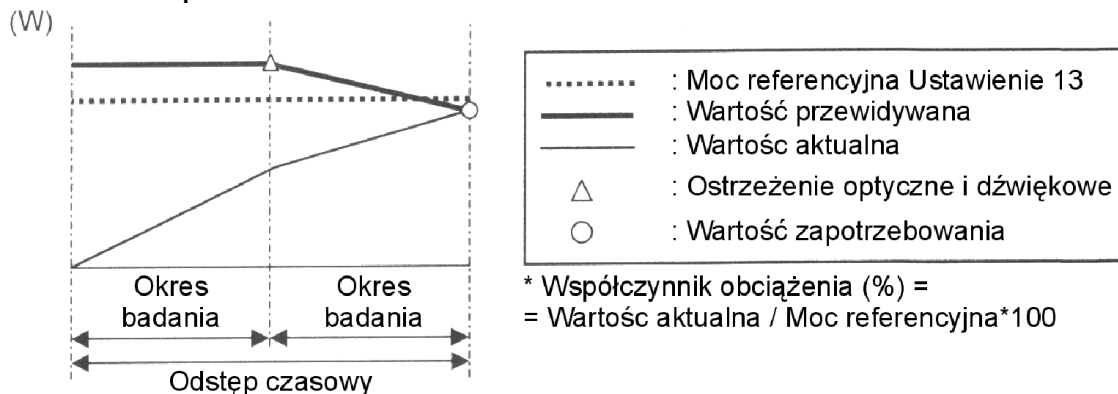 (W)
: Moc referencyjna Ustawienie 13
: Wartość przewidywana
: Wartośc aktualna
: Ostrzeżenie optyczne i dźwiękowe
: Wartość zapotrzebowania
Okres
badania
Okres
badania
Odstęp czasowy
* Współczynnik obciążenia (%) =
= Wartośc aktualna / Moc referencyjna*100